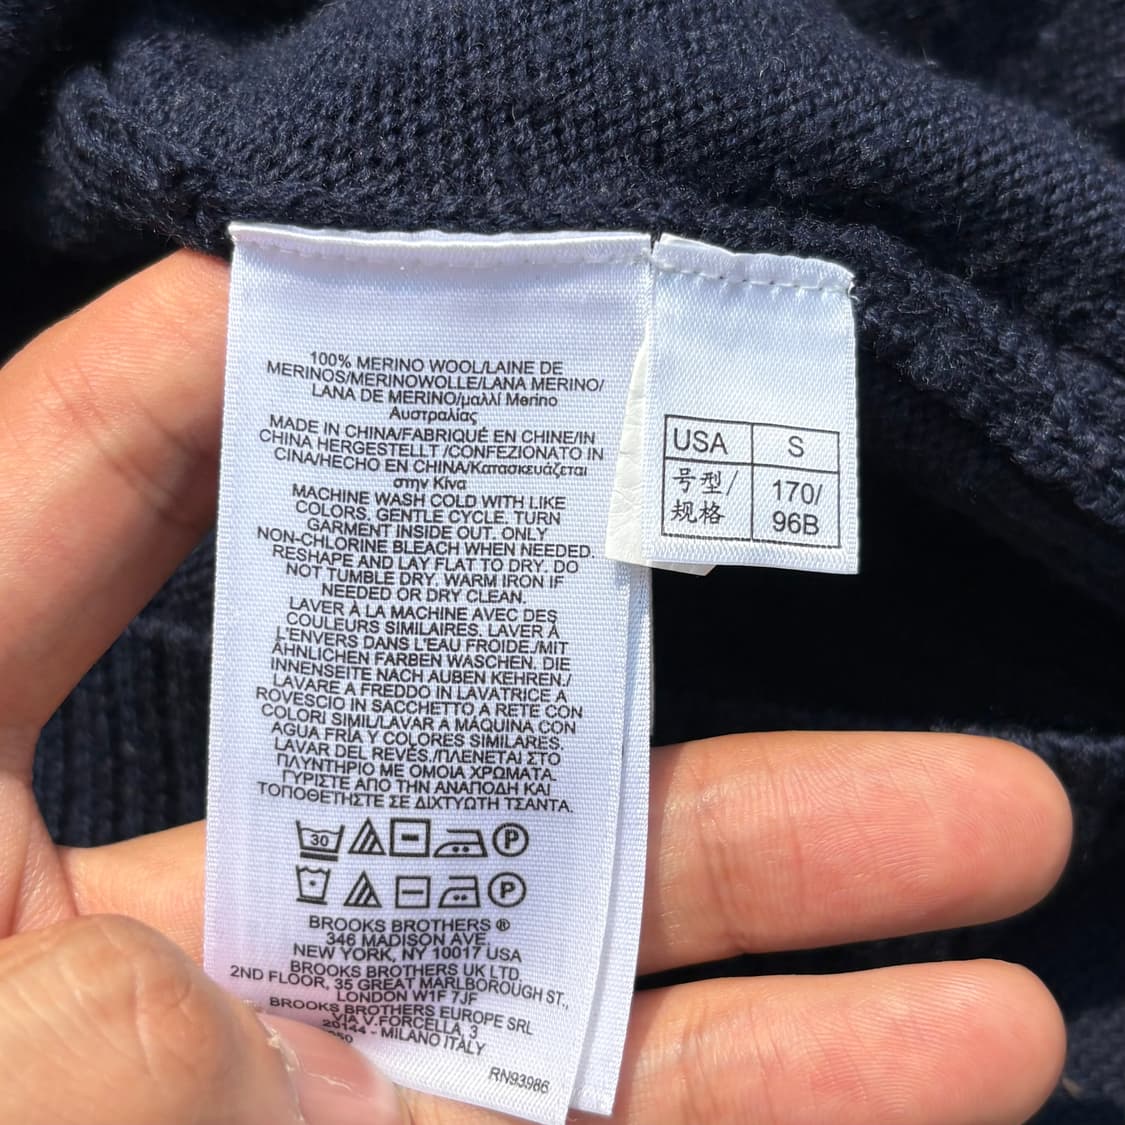 100% MERINO WOOL/LAINE DE
MERINOS/MERINOWOLLE/LANA MERINO/
LANA DE MERINO/μαλλί Merino
Αυστραλίας
MADE IN CHINA/FABRIQUÉ EN CHINE/IN
CHINA HERGESTELLT /CONFEZIONATO IN
CINA/HECHO EN CHINA/Κατασκευάζεται
στην Κίνα
MACHINE WASH COLD WITH LIKE
COLORS, GENTLE CYCLE. TURN
GARMENT INSIDE OUT. ONLY
NON-CHLORINE BLEACH WHEN NEEDED.
RESHAPE AND LAY FLAT TO DRY. DO
NOT TUMBLE DRY, WARM IRON IF
NEEDED OR DRY CLEAN.
LAVER À LA MACHINE AVEC DES
COULEURS SIMILAIRES. LAVER À
L'ENVERS DANS L'EAU FROIDE./MIT
ÄHNLICHEN FARBEN WASCHEN. DIE
INNENSEITE NACH AUBEN KEHREN./
LAVARE A FREDDO IN LAVATRICE A
ROVESCIO IN SACCHETTO A RETE CON
COLORI SIMIL/LAVAR A MÁQUINA CON
AGUA FRÍA Y COLORES SIMILARES.
LAVAR DEL REVÉS./ΠΛΕΝΕΤΑΙ ΣΤΟ
ΠΛΥΝΤΗΡΙΟ ΜΕ ΟΜΟΙΑ ΧΡΩΜΑΤΑ.
ΓΥΡΙΣΤΕ ΑΠΟ ΤΗΝ ΑΝΑΠΟΔΗ ΚΑΙ
ΤΟΠΟΘΕΤΗΣΤΕ ΣΕ ΔΙΧΤΥΩΤΗ ΤΣΑΝΤΑ.
30 P
P
BROOKS BROTHERS ®
346 MADISON AVE.
NEW YORK, NY 10017 USA
BROOKS BROTHERS UK LTD.
2ND FLOOR, 35 GREAT MARLBOROUGH ST.,
LONDON W1F 7JF
BROOKS BROTHERS EUROPE SRL
VIA V.FORCELLA, 3
20144 - MILANO ITALY
RN93986
USA S
号型/ 170/
规格 96B